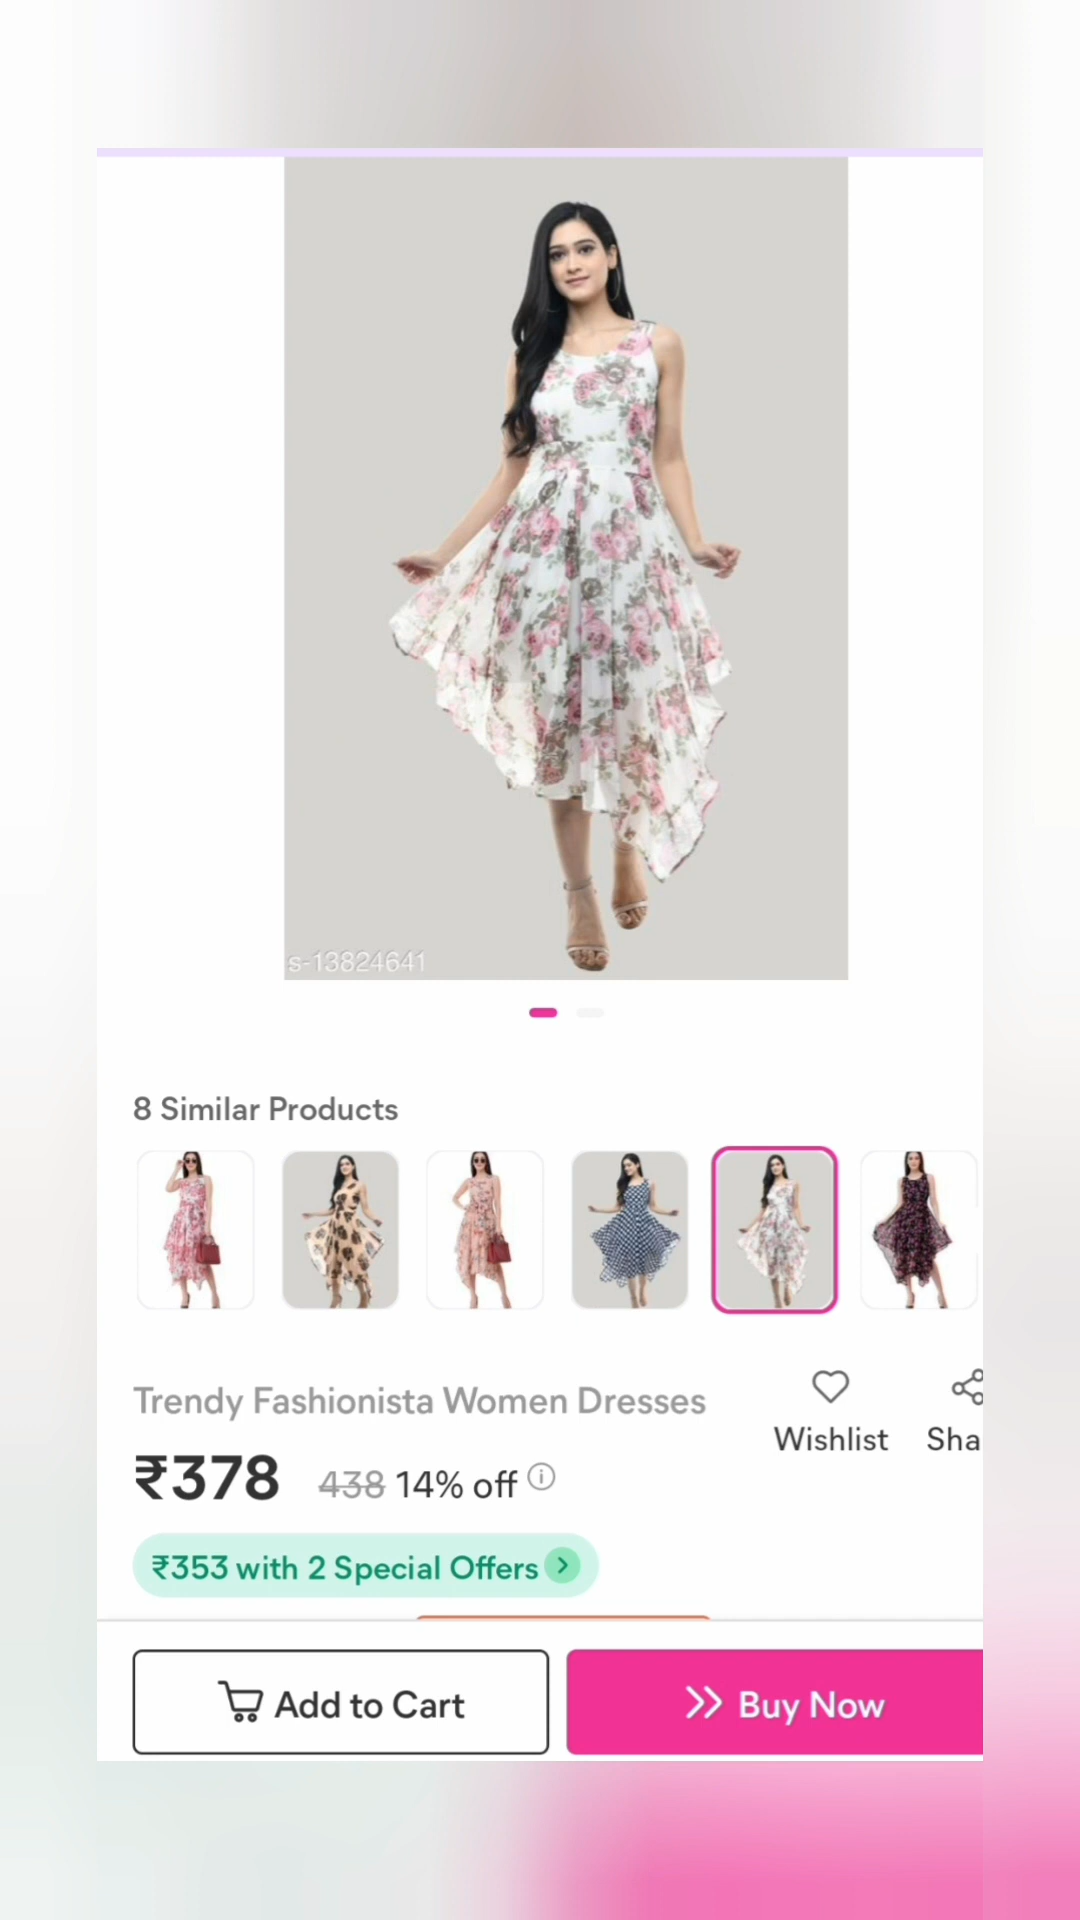 s-13824641
8 Similar Products
Trendy Fashionista Women Dresses
Wishlist
Sha
₹378 438 14% off
₹353 with 2 Special Offers
Add to Cart
Buy Now